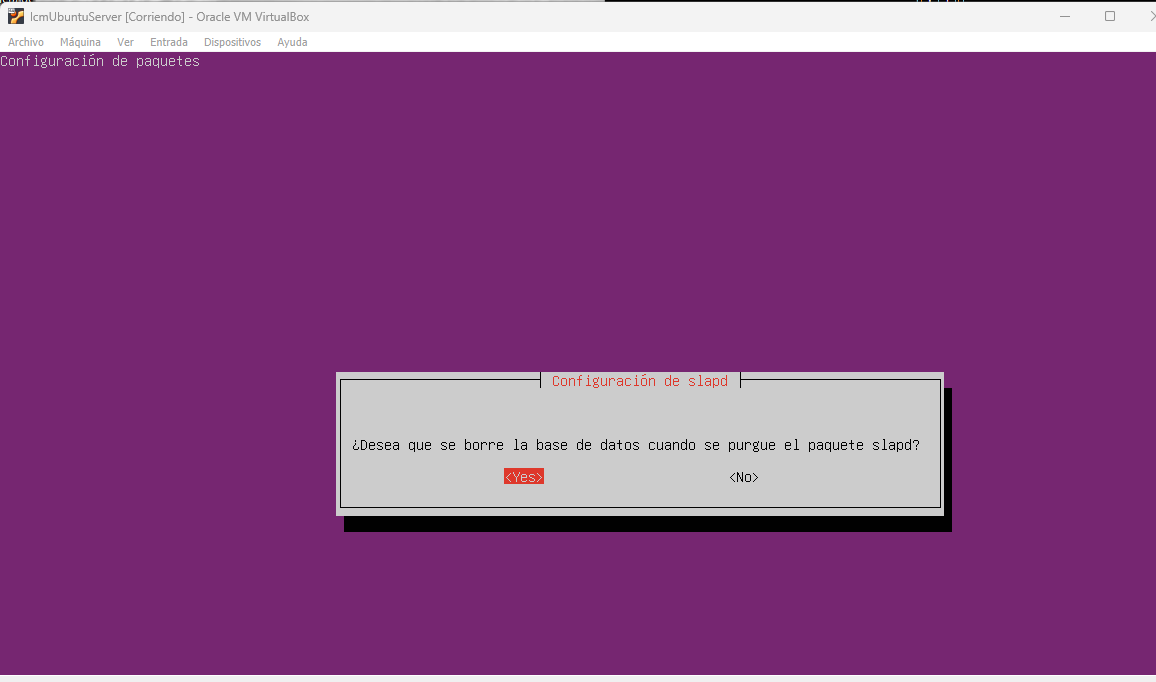 lcmUbuntuServer [Corriendo] - Oracle VM VirtualBox
Archivo Máquina Ver Entrada Dispositivos Ayuda
Configuración de paquetes
Configuración de slapd
¿Desea que se borre la base de datos cuando se purgue el paquete slapd?
<Yes> <No>